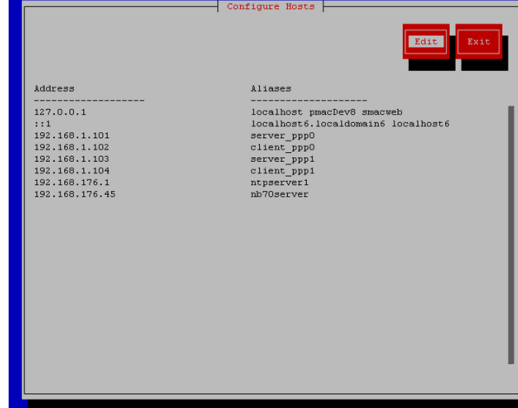 Configure Hosts
Edit Exit
Address Aliases
------------------- --------------------
127.0.0.1 localhost pmacDev8 smacweb
::1 localhost6.localdomain6 localhost6
192.168.1.101 server_ppp0
192.168.1.102 client_ppp0
192.168.1.103 server_ppp1
192.168.1.104 client_ppp1
192.168.176.1 ntpserver1
192.168.176.45 nb70server